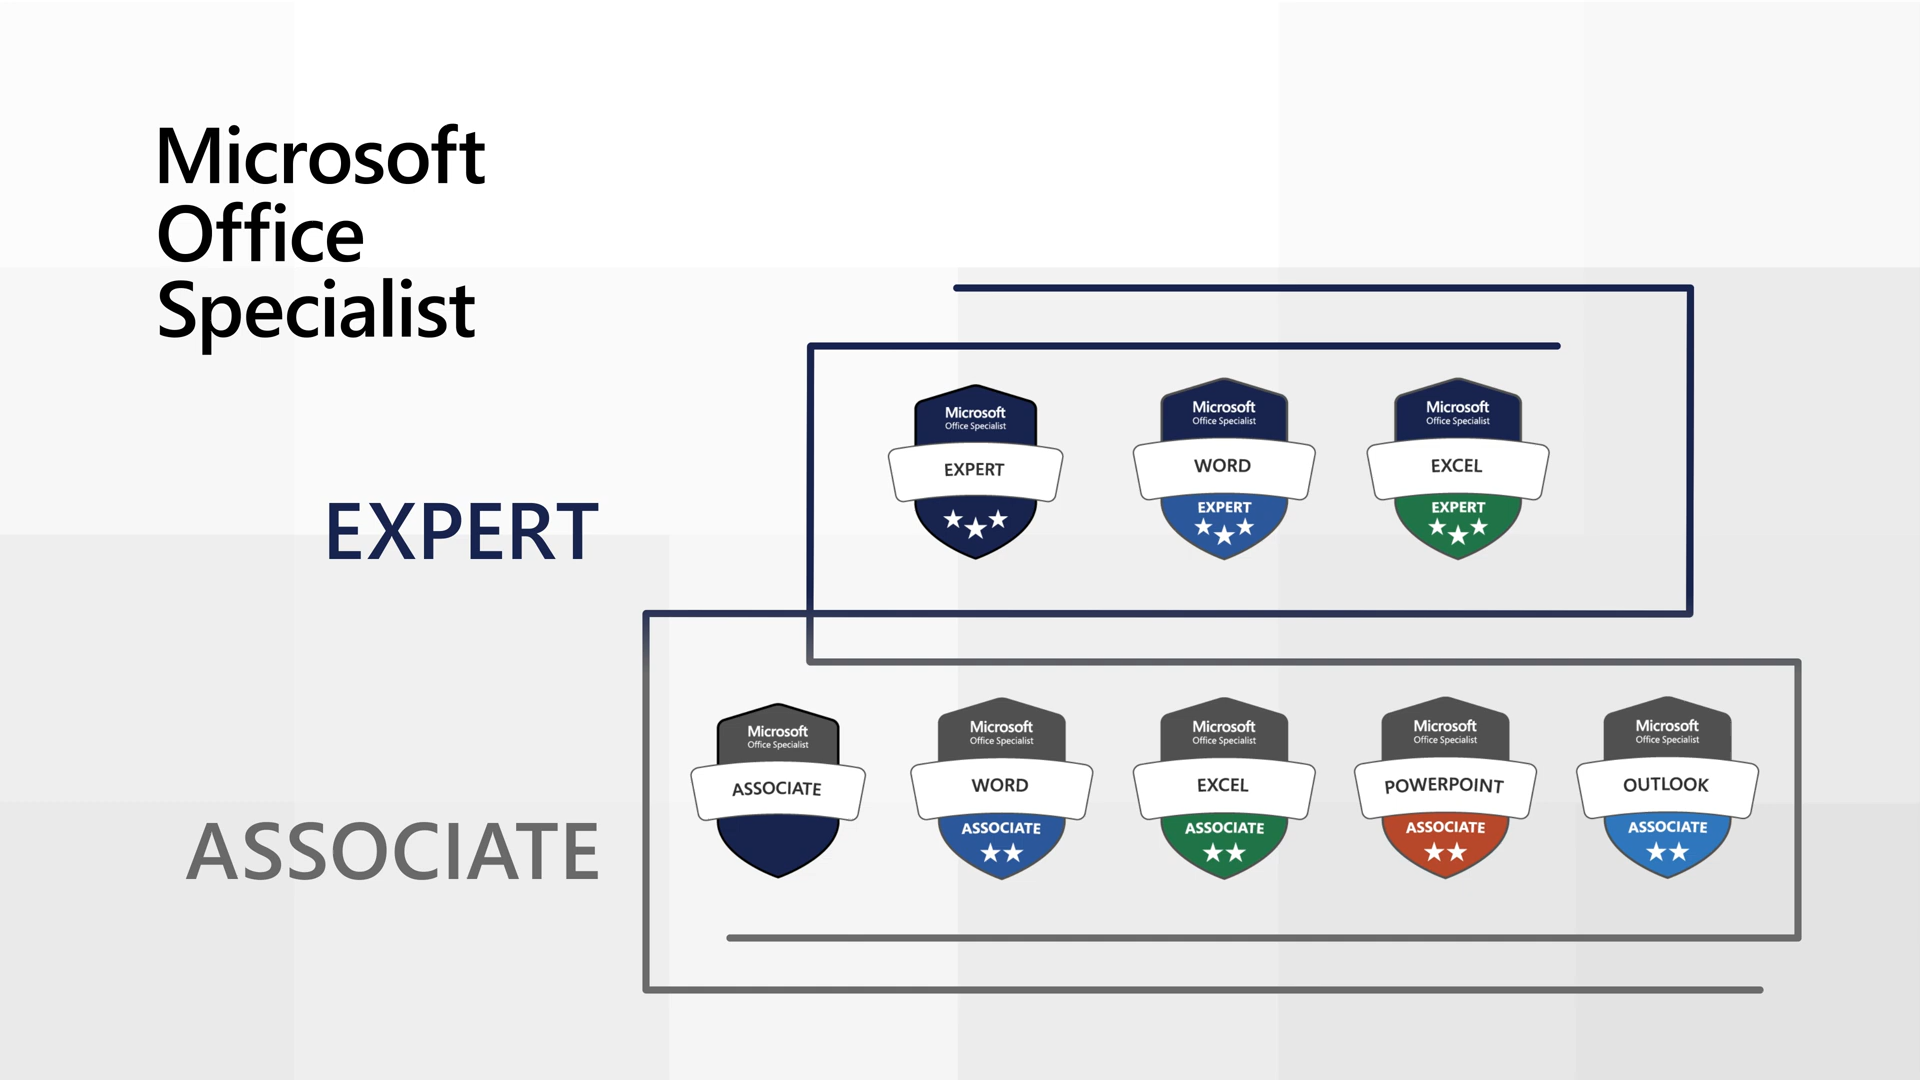 Microsoft
Office
Specialist
EXPERT
Microsoft
Office Specialist
EXPERT
Microsoft
Office Specialist
WORD
EXPERT
Microsoft
Office Specialist
EXCEL
EXPERT
ASSOCIATE
Microsoft
Office Specialist
ASSOCIATE
Microsoft
Office Specialist
WORD
ASSOCIATE
Microsoft
Office Specialist
EXCEL
ASSOCIATE
Microsoft
Office Specialist
POWERPOINT
ASSOCIATE
Microsoft
Office Specialist
OUTLOOK
ASSOCIATE